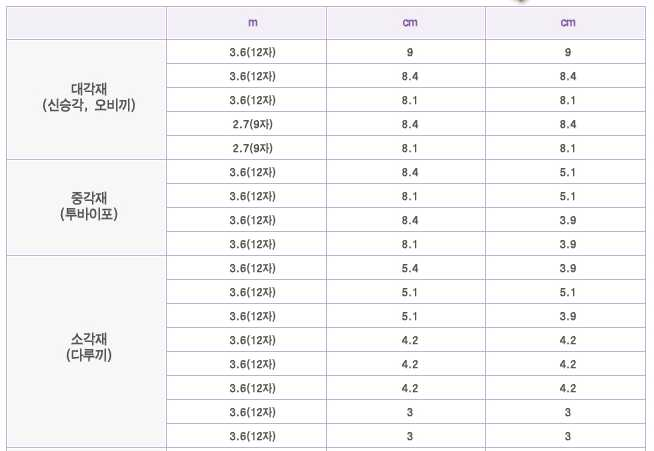 m cm cm
대각재
(신승각, 오비끼)
3.6(12자) 9 9
3.6(12자) 8.4 8.4
3.6(12자) 8.1 8.1
2.7(9자) 8.4 8.4
2.7(9자) 8.1 8.1
중각재
(투바이포)
3.6(12자) 8.4 5.1
3.6(12자) 8.1 5.1
3.6(12자) 8.4 3.9
3.6(12자) 8.1 3.9
소각재
(다루끼)
3.6(12자) 5.4 3.9
3.6(12자) 5.1 5.1
3.6(12자) 5.1 3.9
3.6(12자) 4.2 4.2
3.6(12자) 4.2 4.2
3.6(12자) 4.2 4.2
3.6(12자) 3 3
3.6(12자) 3 3